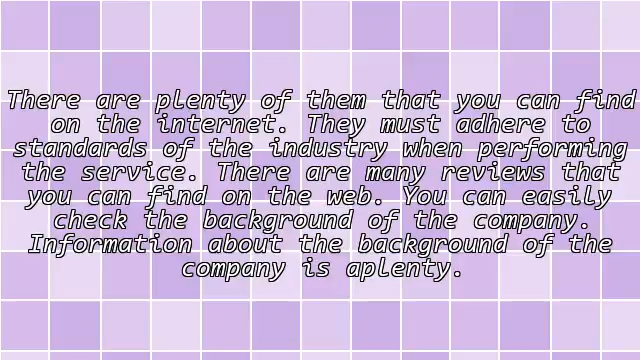 There are plenty of them that you can find
on the internet. They must adhere to
standards of the industry when performing
the service. There are many reviews that
you can find on the web. You can easily
check the background of the company.
Information about the background of the
company is aplenty.